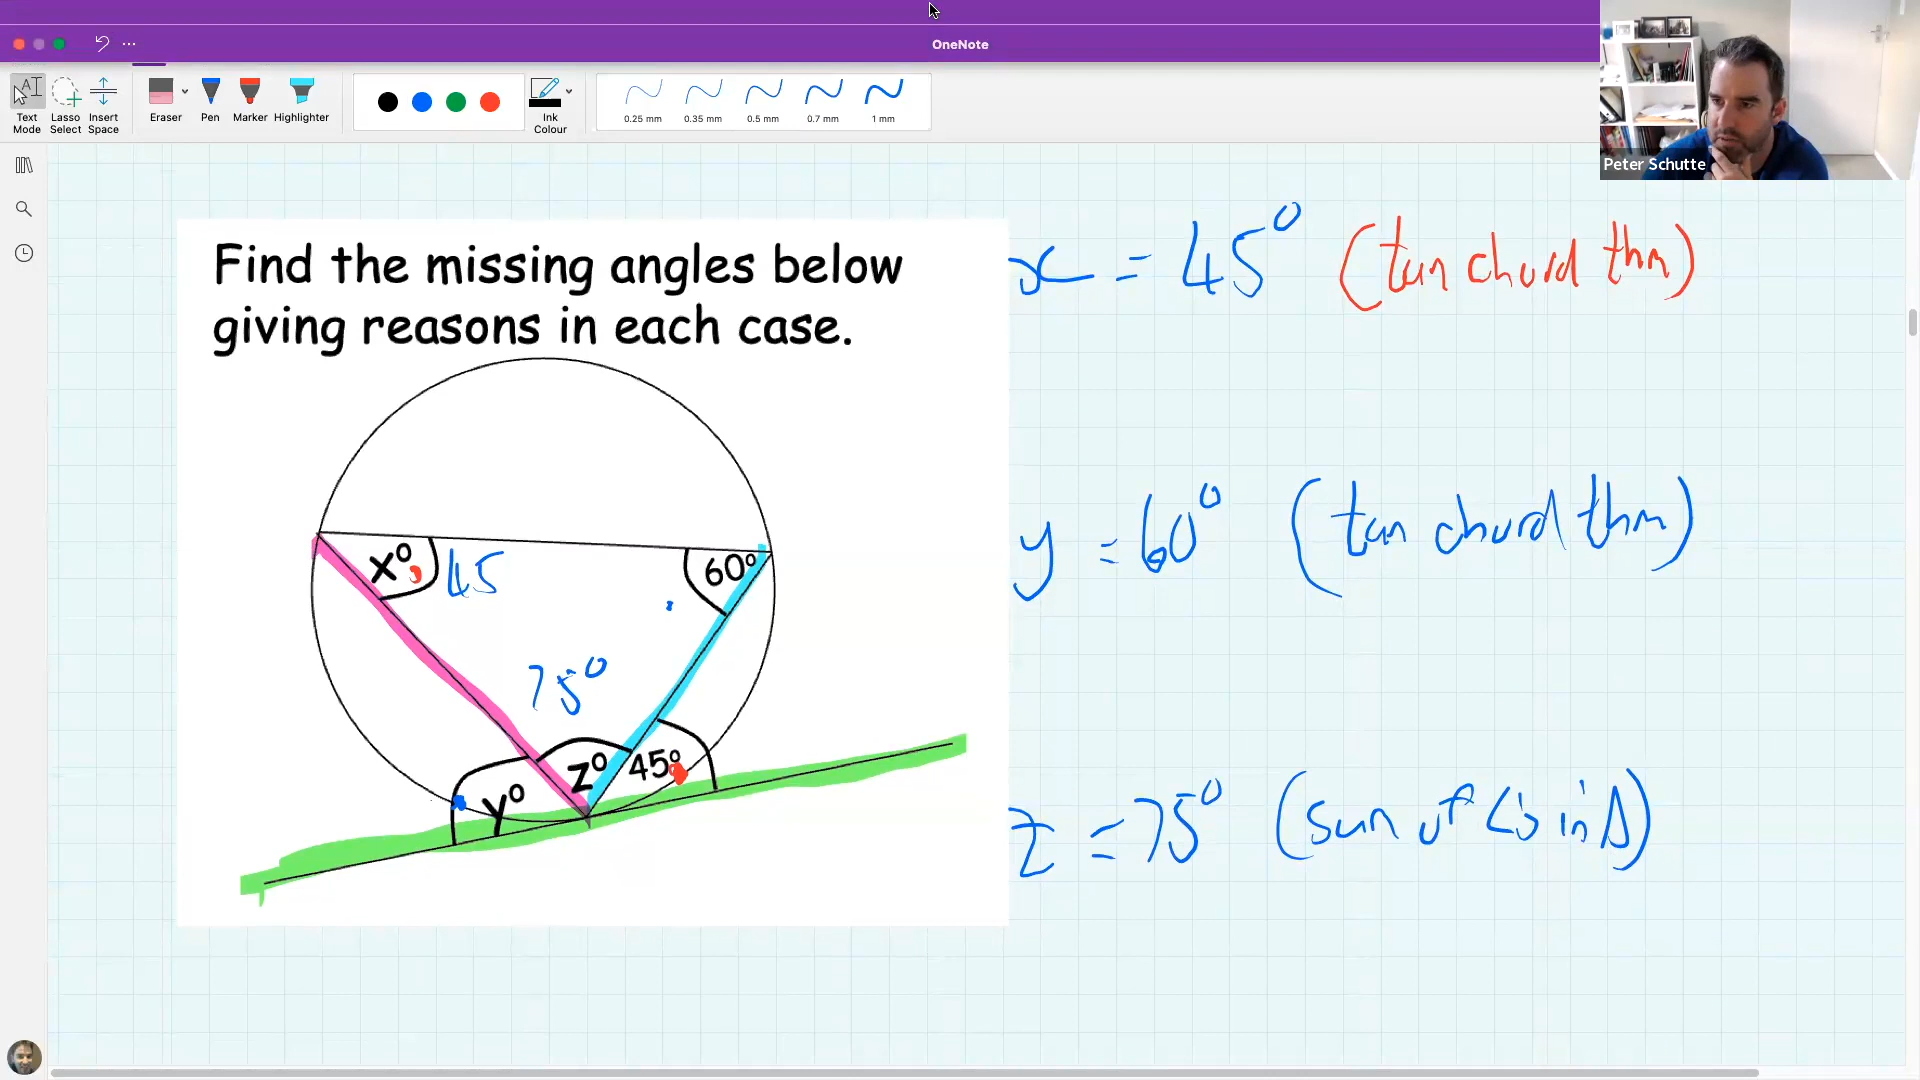 OneNote
Text Mode
Lasso Select
Insert Space
Eraser
Pen
Marker
Highlighter
Ink Colour
0.25 mm
0.35 mm
0.5 mm
0.7 mm
1 mm
Peter Schutte
Find the missing angles below
giving reasons in each case.
x = 45° (tan chord thm)
x° 45
60°
y = 60° (tan chord thm)
75°
y°
z°
45°
z = 75° (sum of ∠'s in Δ)